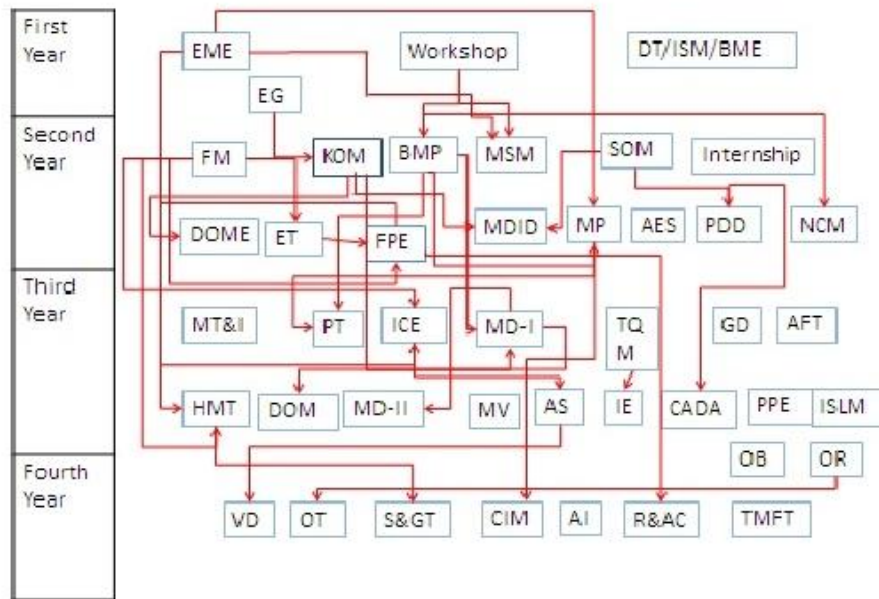 First
Year
EME
Workshop
DT/ISM/BME
EG
Second
Year
FM
KOM
BMP
MSM
SOM
Internship
DOME
ET
FPE
MDID
MP
AES
PDD
NCM
Third
Year
MT&I
PT
ICE
MD-I
TQ
M
GD
AFT
HMT
DOM
MD-II
MV
AS
IE
CADA
PPE
ISLM
OB
OR
Fourth
Year
VD
OT
S&GT
CIM
AI
R&AC
TMFT